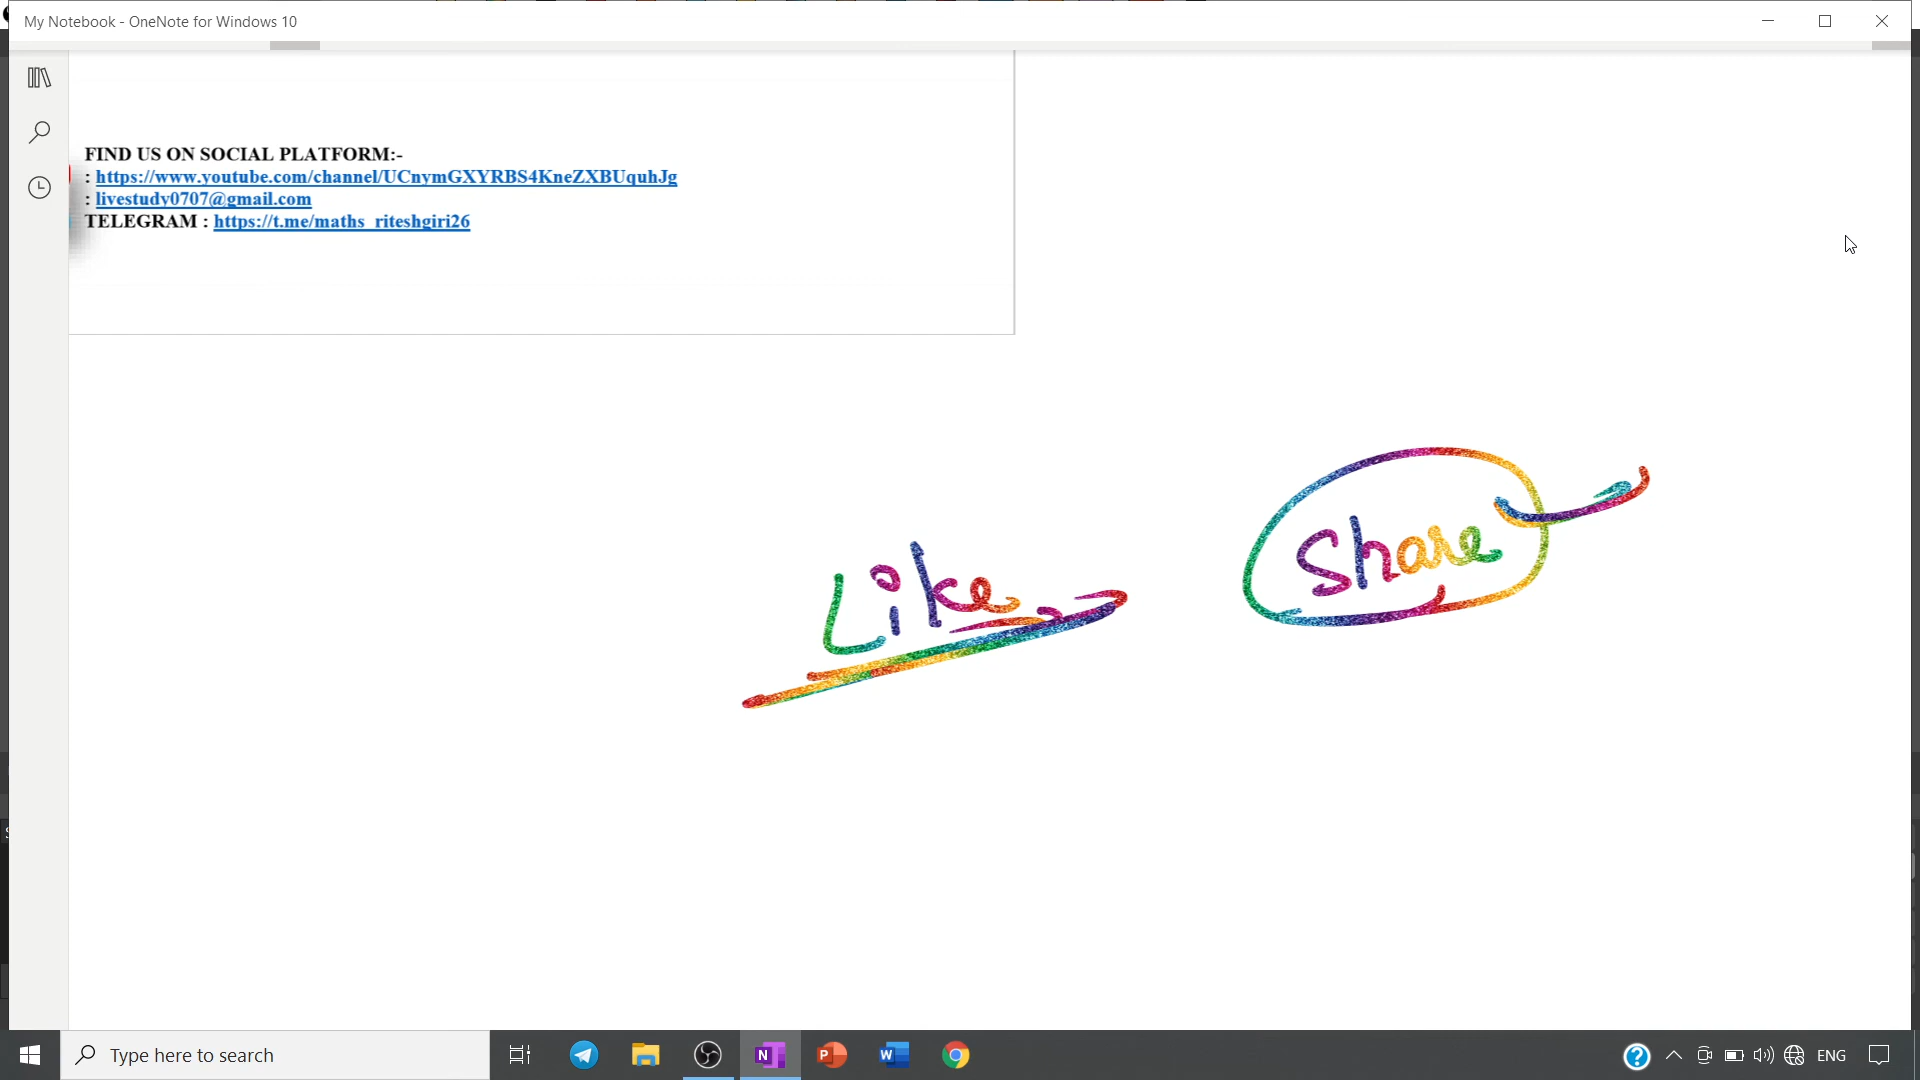 My Notebook - OneNote for Windows 10
FIND US ON SOCIAL PLATFORM:-
: https://www.youtube.com/channel/UCnymGXYRBS4KneZXBUquhJg
: livestudy0707@gmail.com
TELEGRAM : https://t.me/maths_riteshgiri26
Like
Share
Type here to search
ENG